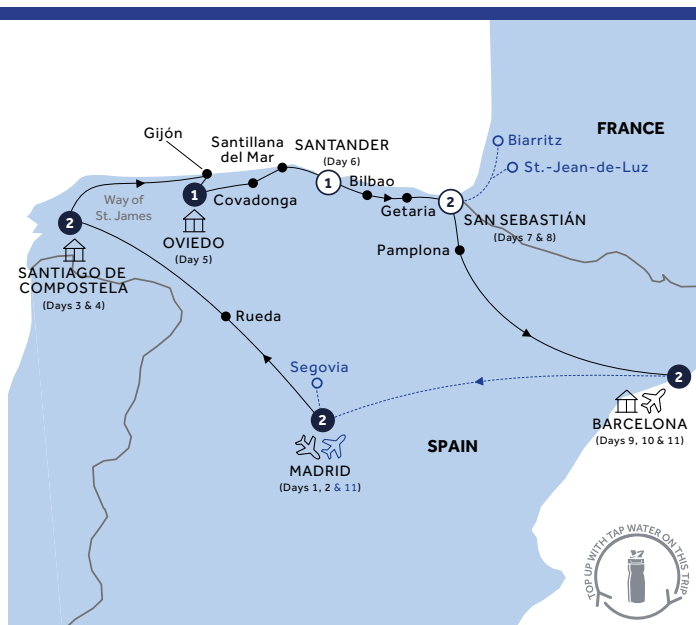 Gijón
Santillana
del Mar
SANTANDER
(Day 6)
1
Bilbao
Biarritz
FRANCE
St.-Jean-de-Luz
Way of
St. James
1
Covadonga
Getaria
2
SAN SEBASTIÁN
(Days 7 & 8)
OVIEDO
(Day 5)
2
SANTIAGO DE
COMPOSTELA
(Days 3 & 4)
Pamplona
Rueda
Segovia
2
MADRID
(Days 1, 2 & 11)
SPAIN
2
BARCELONA
(Days 9, 10 & 11)
TOP UP WITH TAP WATER ON THIS TRIP